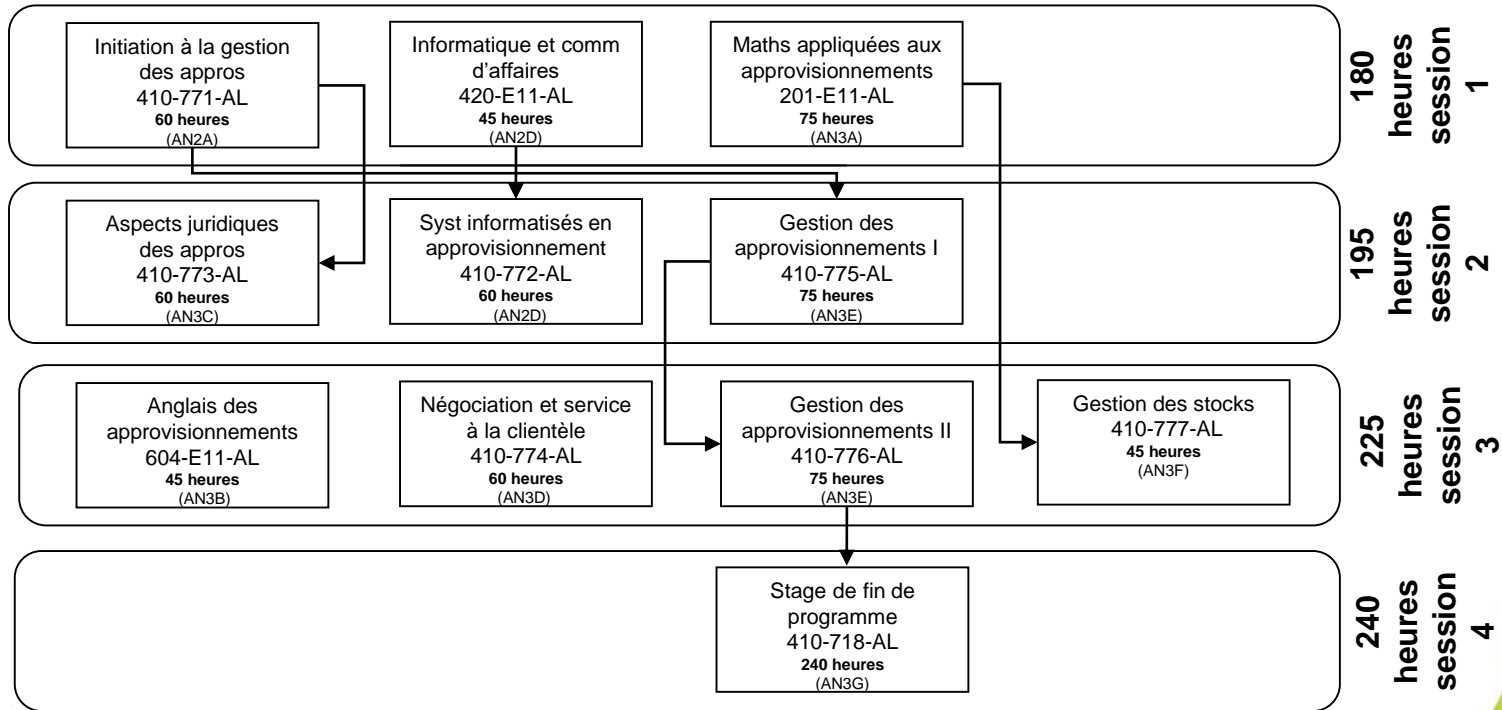 Initiation à la gestion
des appros
410-771-AL
60 heures
(AN2A)
Informatique et comm
d'affaires
420-E11-AL
45 heures
(AN2D)
Maths appliquées aux
approvisionnements
201-E11-AL
75 heures
(AN3A)
180
heures
session
1
Aspects juridiques
des appros
410-773-AL
60 heures
(AN3C)
Syst informatisés en
approvisionnement
410-772-AL
60 heures
(AN2D)
Gestion des
approvisionnements I
410-775-AL
75 heures
(AN3E)
195
heures
session
2
Anglais des
approvisionnements
604-E11-AL
45 heures
(AN3B)
Négociation et service
à la clientèle
410-774-AL
60 heures
(AN3D)
Gestion des
approvisionnements II
410-776-AL
75 heures
(AN3E)
Gestion des stocks
410-777-AL
45 heures
(AN3F)
225
heures
session
3
Stage de fin de
programme
410-718-AL
240 heures
(AN3G)
240
heures
session
4